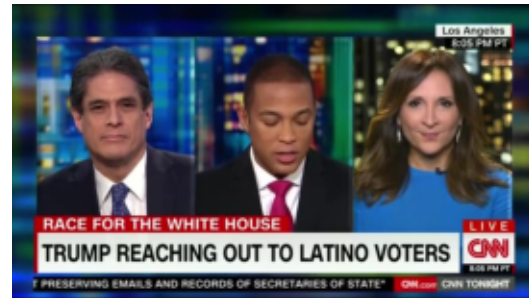 Los Angeles
8:05 PM PT
RACE FOR THE WHITE HOUSE
TRUMP REACHING OUT TO LATINO VOTERS
LIVE
CNN
8:05 PM PT
T PRESERVING EMAILS AND RECORDS OF SECRETARIES OF STATE"
CNN.com
CNN TONIGHT